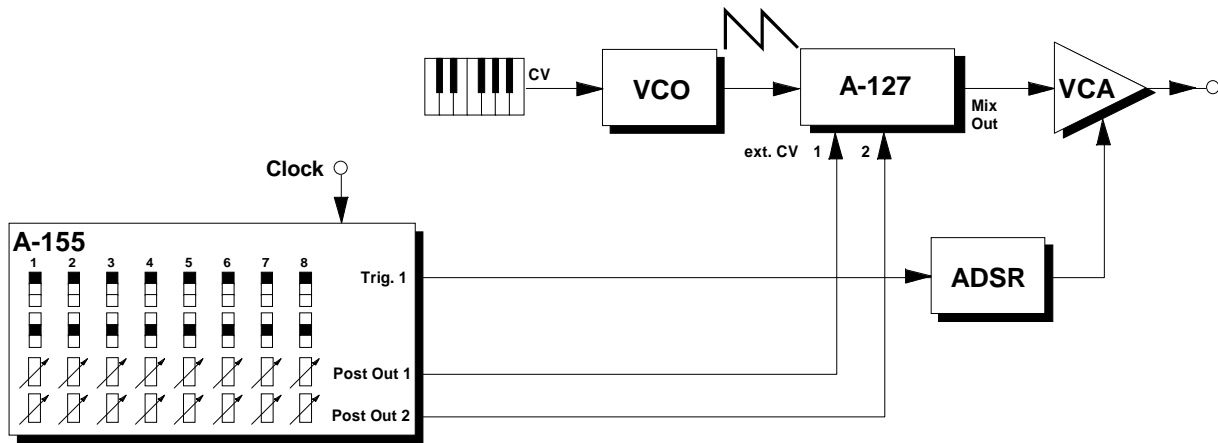 CV
VCO
A-127
Mix
Out
VCA
ext. CV 1 2
Clock
A-155
1 2 3 4 5 6 7 8
Trig. 1
ADSR
Post Out 1
Post Out 2